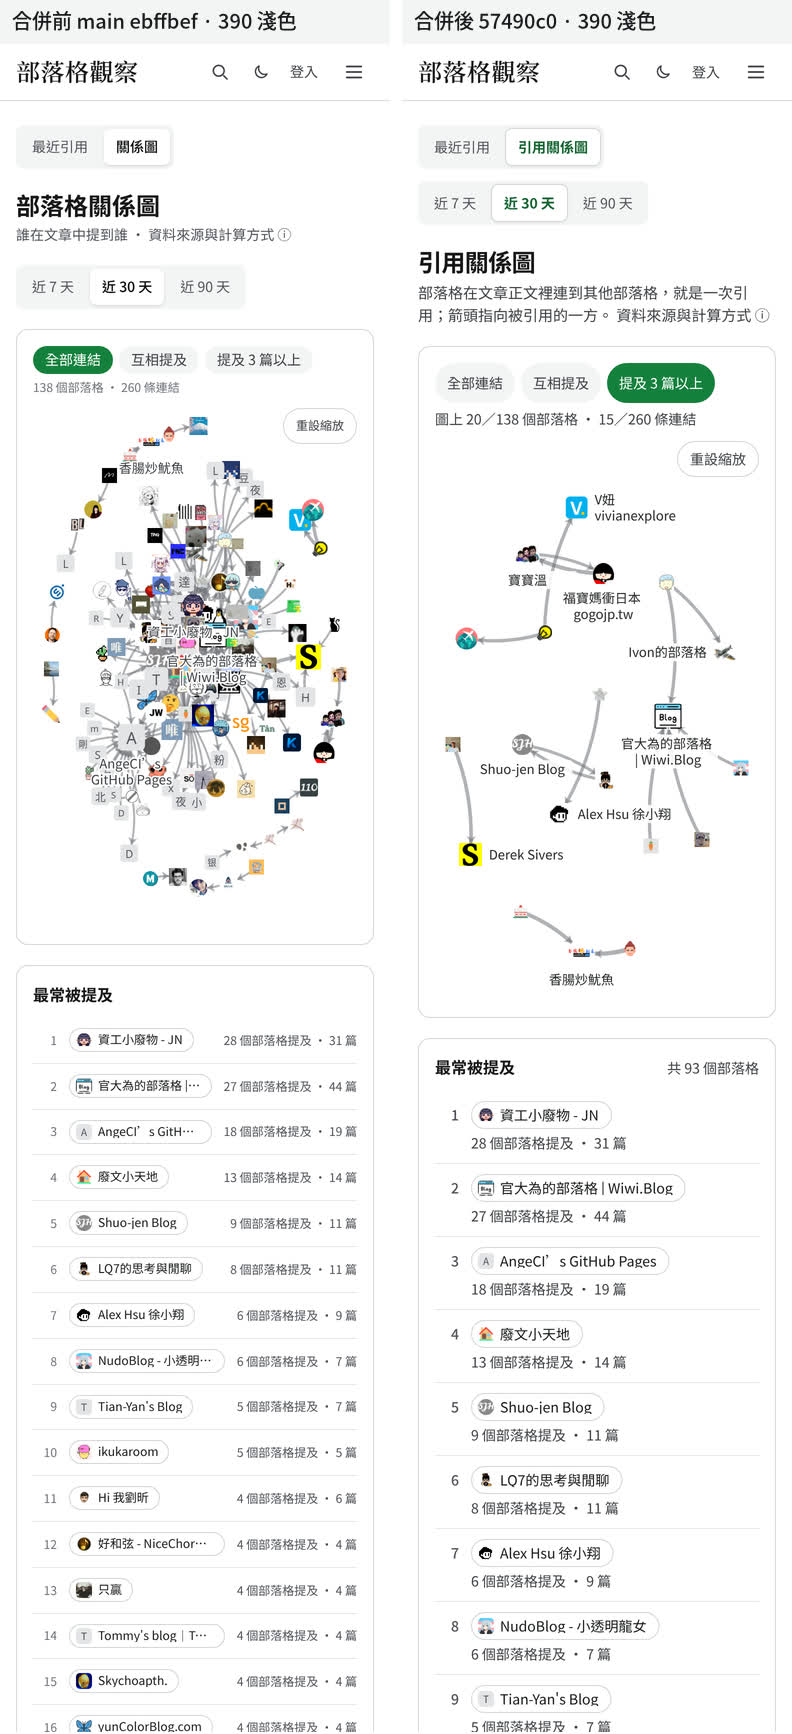 合併前 main ebffbef · 390 淺色
部落格觀察
登入
最近引用
關係圖
部落格關係圖
誰在文章中提到誰 · 資料來源與計算方式 ⓘ
近 7 天
近 30 天
近 90 天
全部連結
互相提及
提及 3 篇以上
138 個部落格 · 260 條連結
重設縮放
香腸炒魷魚
資工小廢物 - JN
官大為的部落格
| Wiwi.Blog
AngeCI’s
GitHub Pages
最常被提及
1 資工小廢物 - JN 28 個部落格提及 · 31 篇
2 官大為的部落格 |⋯ 27 個部落格提及 · 44 篇
3 AngeCI’s GitH⋯ 18 個部落格提及 · 19 篇
4 廢文小天地 13 個部落格提及 · 14 篇
5 Shuo-jen Blog 9 個部落格提及 · 11 篇
6 LQ7的思考與閒聊 8 個部落格提及 · 11 篇
7 Alex Hsu 徐小翔 6 個部落格提及 · 9 篇
8 NudoBlog - 小透明⋯ 6 個部落格提及 · 7 篇
9 Tian-Yan's Blog 5 個部落格提及 · 7 篇
10 ikukaroom 5 個部落格提及 · 5 篇
11 Hi 我劉昕 4 個部落格提及 · 6 篇
12 好和弦 - NiceChor⋯ 4 個部落格提及 · 4 篇
13 只贏 4 個部落格提及 · 4 篇
14 Tommy's blog｜T⋯ 4 個部落格提及 · 4 篇
15 Skychoapth. 4 個部落格提及 · 4 篇
16 yunColorBlog.com 4 個部落格提及 · 4 篇
合併後 57490c0 · 390 淺色
部落格觀察
登入
最近引用
引用關係圖
近 7 天
近 30 天
近 90 天
引用關係圖
部落格在文章正文裡連到其他部落格，就是一次引
用；箭頭指向被引用的一方。 資料來源與計算方式 ⓘ
全部連結
互相提及
提及 3 篇以上
圖上 20／138 個部落格 · 15／260 條連結
重設縮放
V妞
vivianexplore
寶寶溫
福寶媽衝日本
gogojp.tw
Ivon的部落格
Blog
官大為的部落格
| Wiwi.Blog
Shuo-jen Blog
Alex Hsu 徐小翔
Derek Sivers
香腸炒魷魚
最常被提及
共 93 個部落格
1 資工小廢物 - JN
28 個部落格提及 · 31 篇
2 官大為的部落格 | Wiwi.Blog
27 個部落格提及 · 44 篇
3 AngeCI’s GitHub Pages
18 個部落格提及 · 19 篇
4 廢文小天地
13 個部落格提及 · 14 篇
5 Shuo-jen Blog
9 個部落格提及 · 11 篇
6 LQ7的思考與閒聊
8 個部落格提及 · 11 篇
7 Alex Hsu 徐小翔
6 個部落格提及 · 9 篇
8 NudoBlog - 小透明龍女
6 個部落格提及 · 7 篇
9 Tian-Yan's Blog
5 個部落格提及 · 7 篇